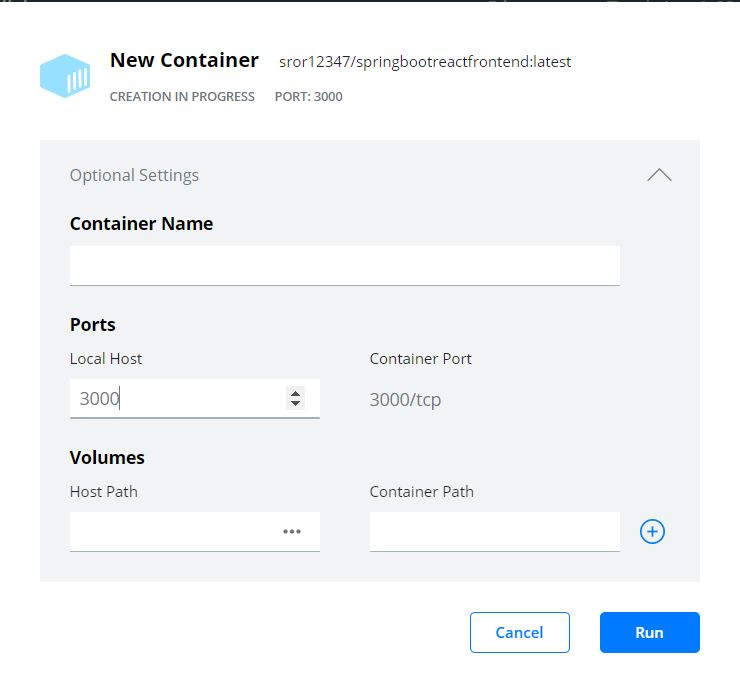 New Container sror12347/springbootreactfrontend:latest
CREATION IN PROGRESS PORT: 3000
Optional Settings
Container Name
Ports
Local Host Container Port
3000 3000/tcp
Volumes
Host Path Container Path
Cancel Run